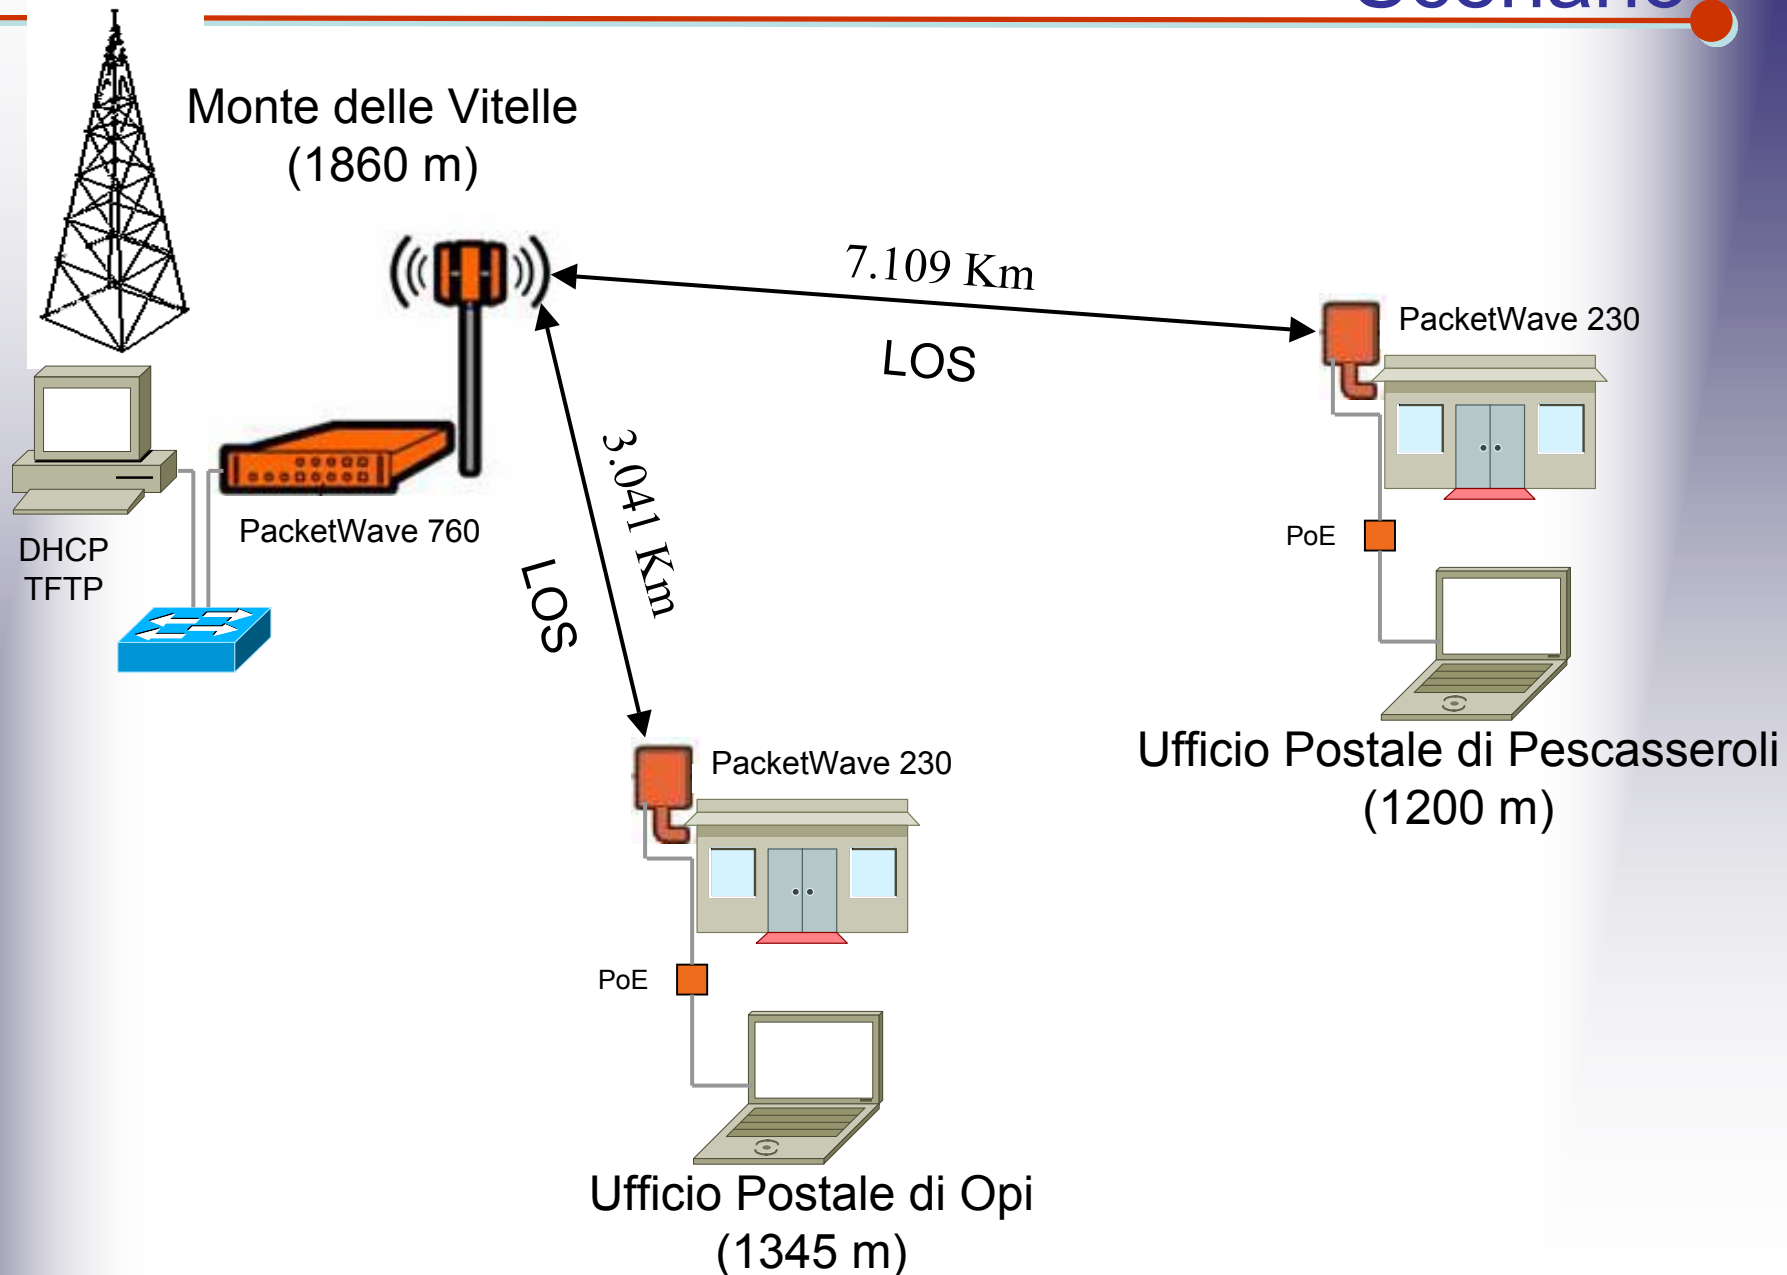 Scenario
Monte delle Vitelle
(1860 m)
7.109 Km
LOS
PacketWave 230
3.041 Km
LOS
PacketWave 760
DHCP
TFTP
PoE
Ufficio Postale di Pescasseroli
(1200 m)
PacketWave 230
PoE
Ufficio Postale di Opi
(1345 m)